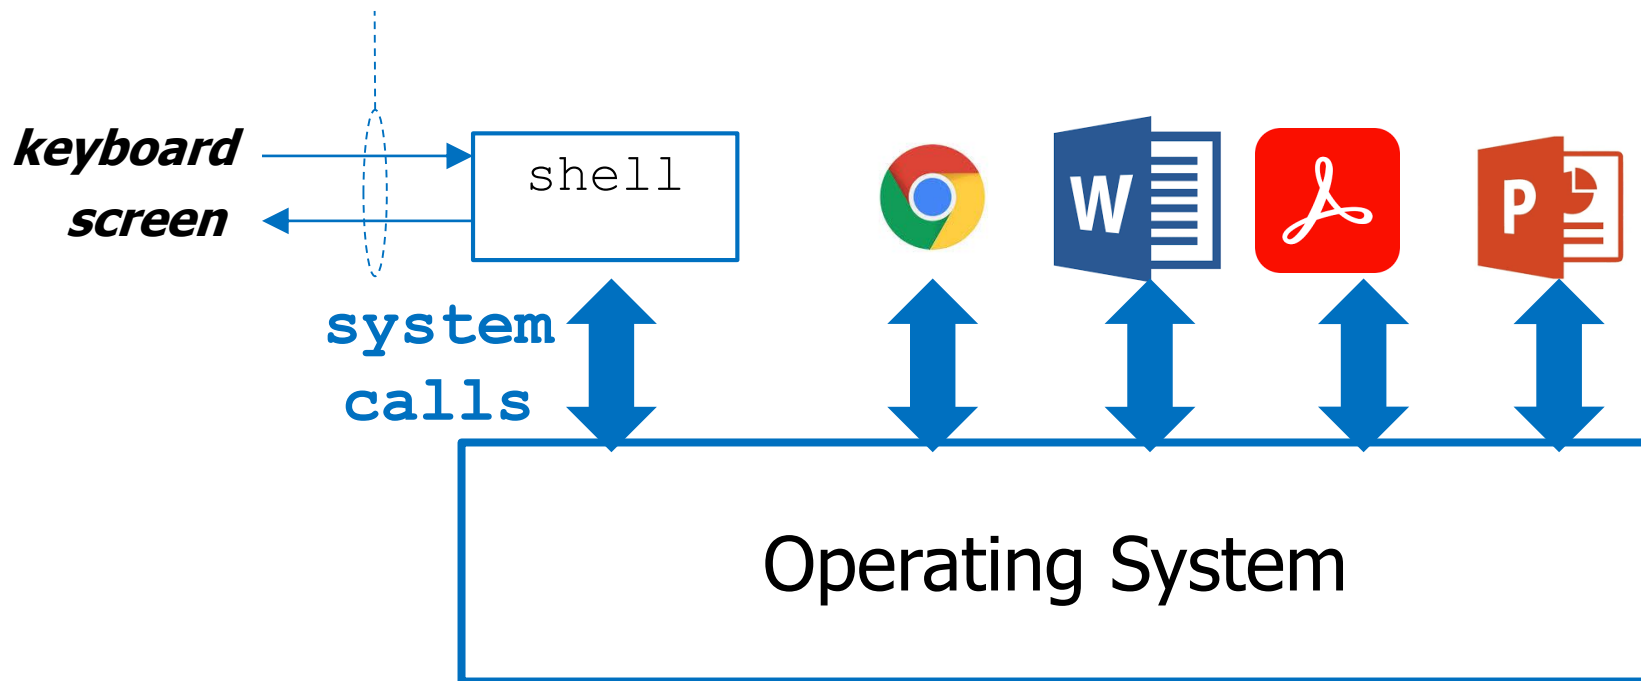 keyboard
screen
shell
W
P
system
calls
Operating System